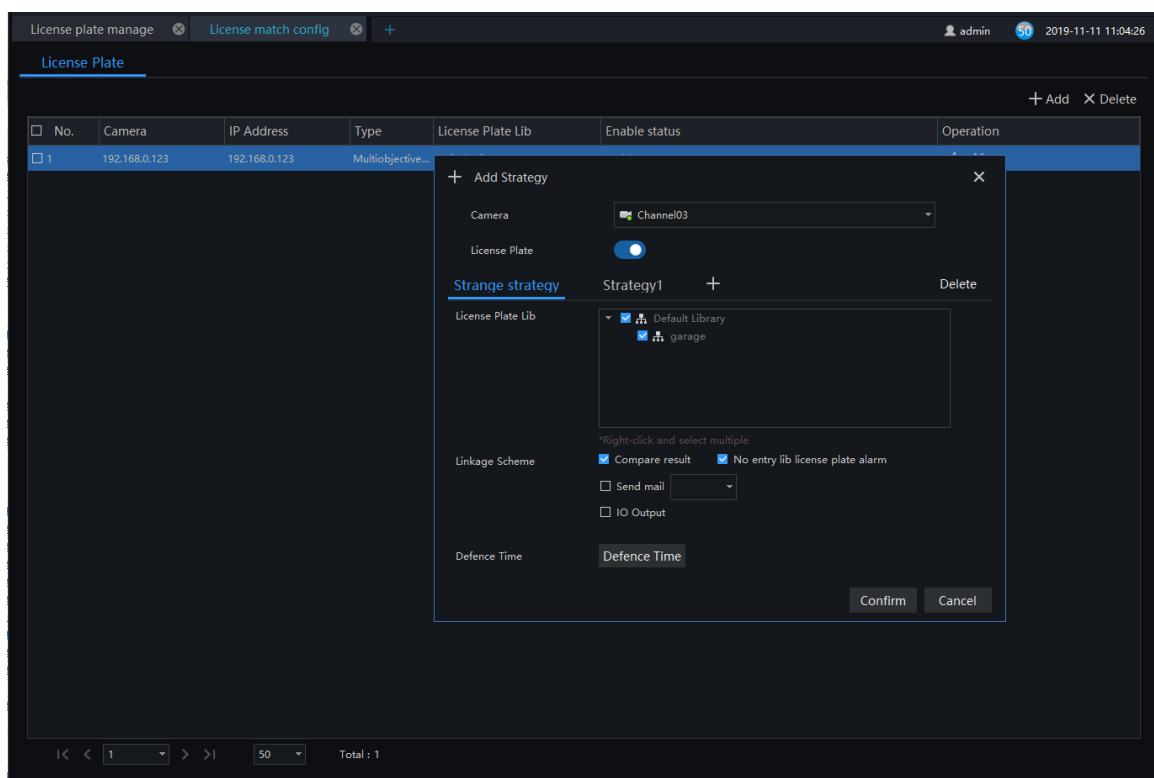 License plate manage License match config + admin 50 2019-11-11 11:04:26
License Plate
Add Delete
No. Camera IP Address Type License Plate Lib Enable status Operation
1 192.168.0.123 192.168.0.123 Multiobjective...
Add Strategy
Camera Channel03
License Plate
Strange strategy Strategy1 + Delete
License Plate Lib Default Library
garage
*Right-click and select multiple
Linkage Scheme Compare result No entry lib license plate alarm
Send mail
IO Output
Defence Time Defence Time
Confirm Cancel
1 50 Total : 1